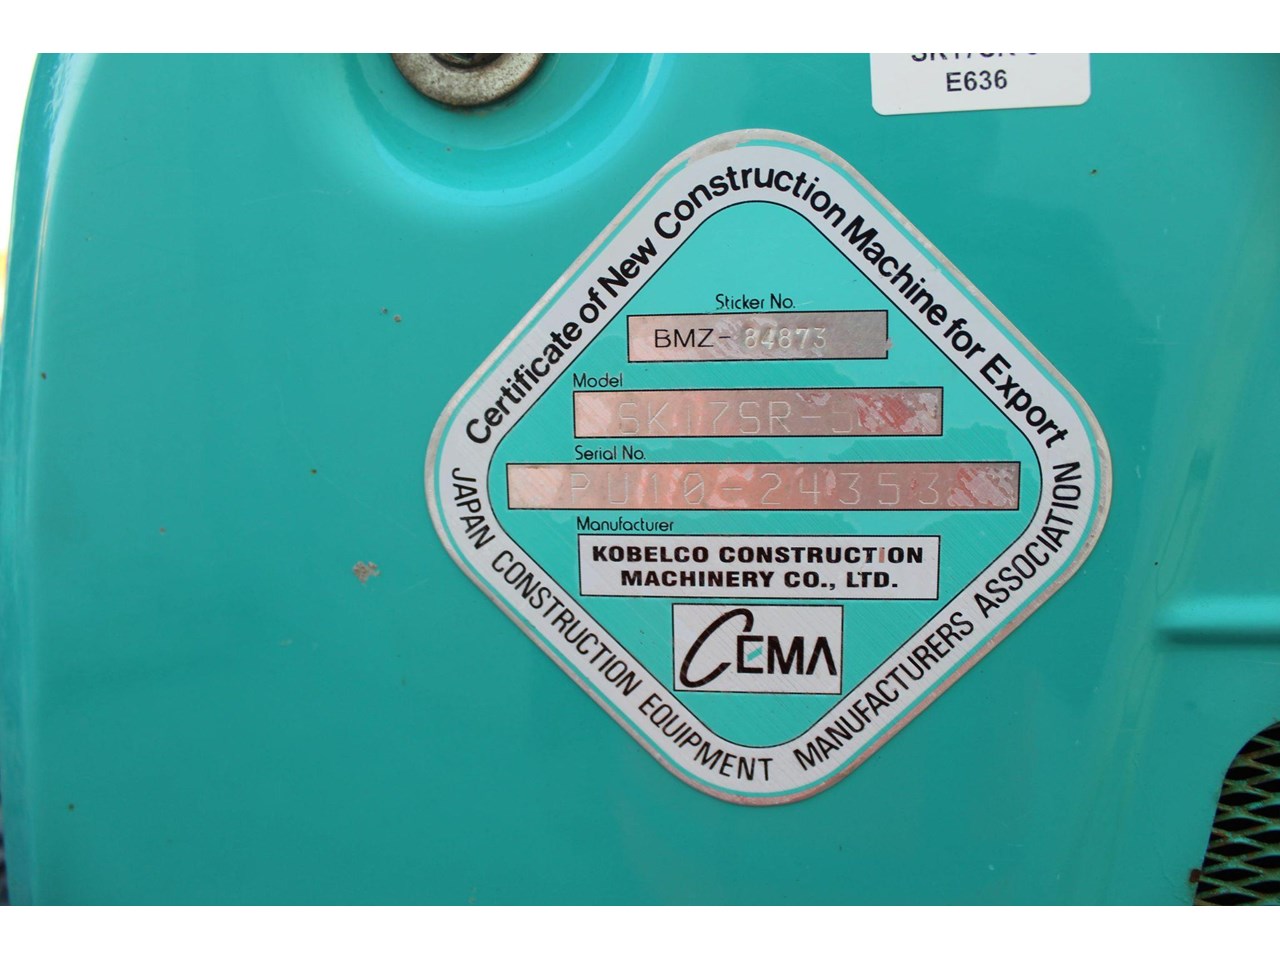 E636
Certificate of New Construction Machine for Export
Sticker No.
BMZ-84873
Model
SK17SR-5
Serial No.
PU10-24353
Manufacturer
KOBELCO CONSTRUCTION
MACHINERY CO., LTD.
CEMA
JAPAN CONSTRUCTION EQUIPMENT MANUFACTURERS ASSOCIATION